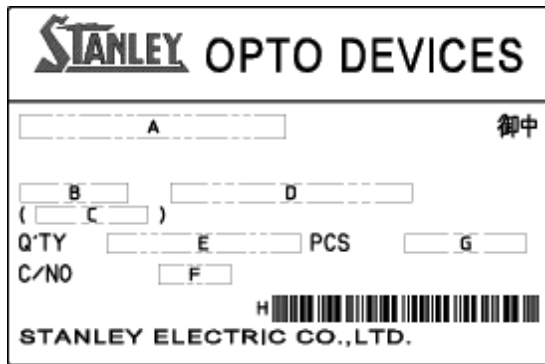 STANLEY OPTO DEVICES
A 御中
B D
( C )
Q'TY E PCS G
C/NO F
H
STANLEY ELECTRIC CO.,LTD.